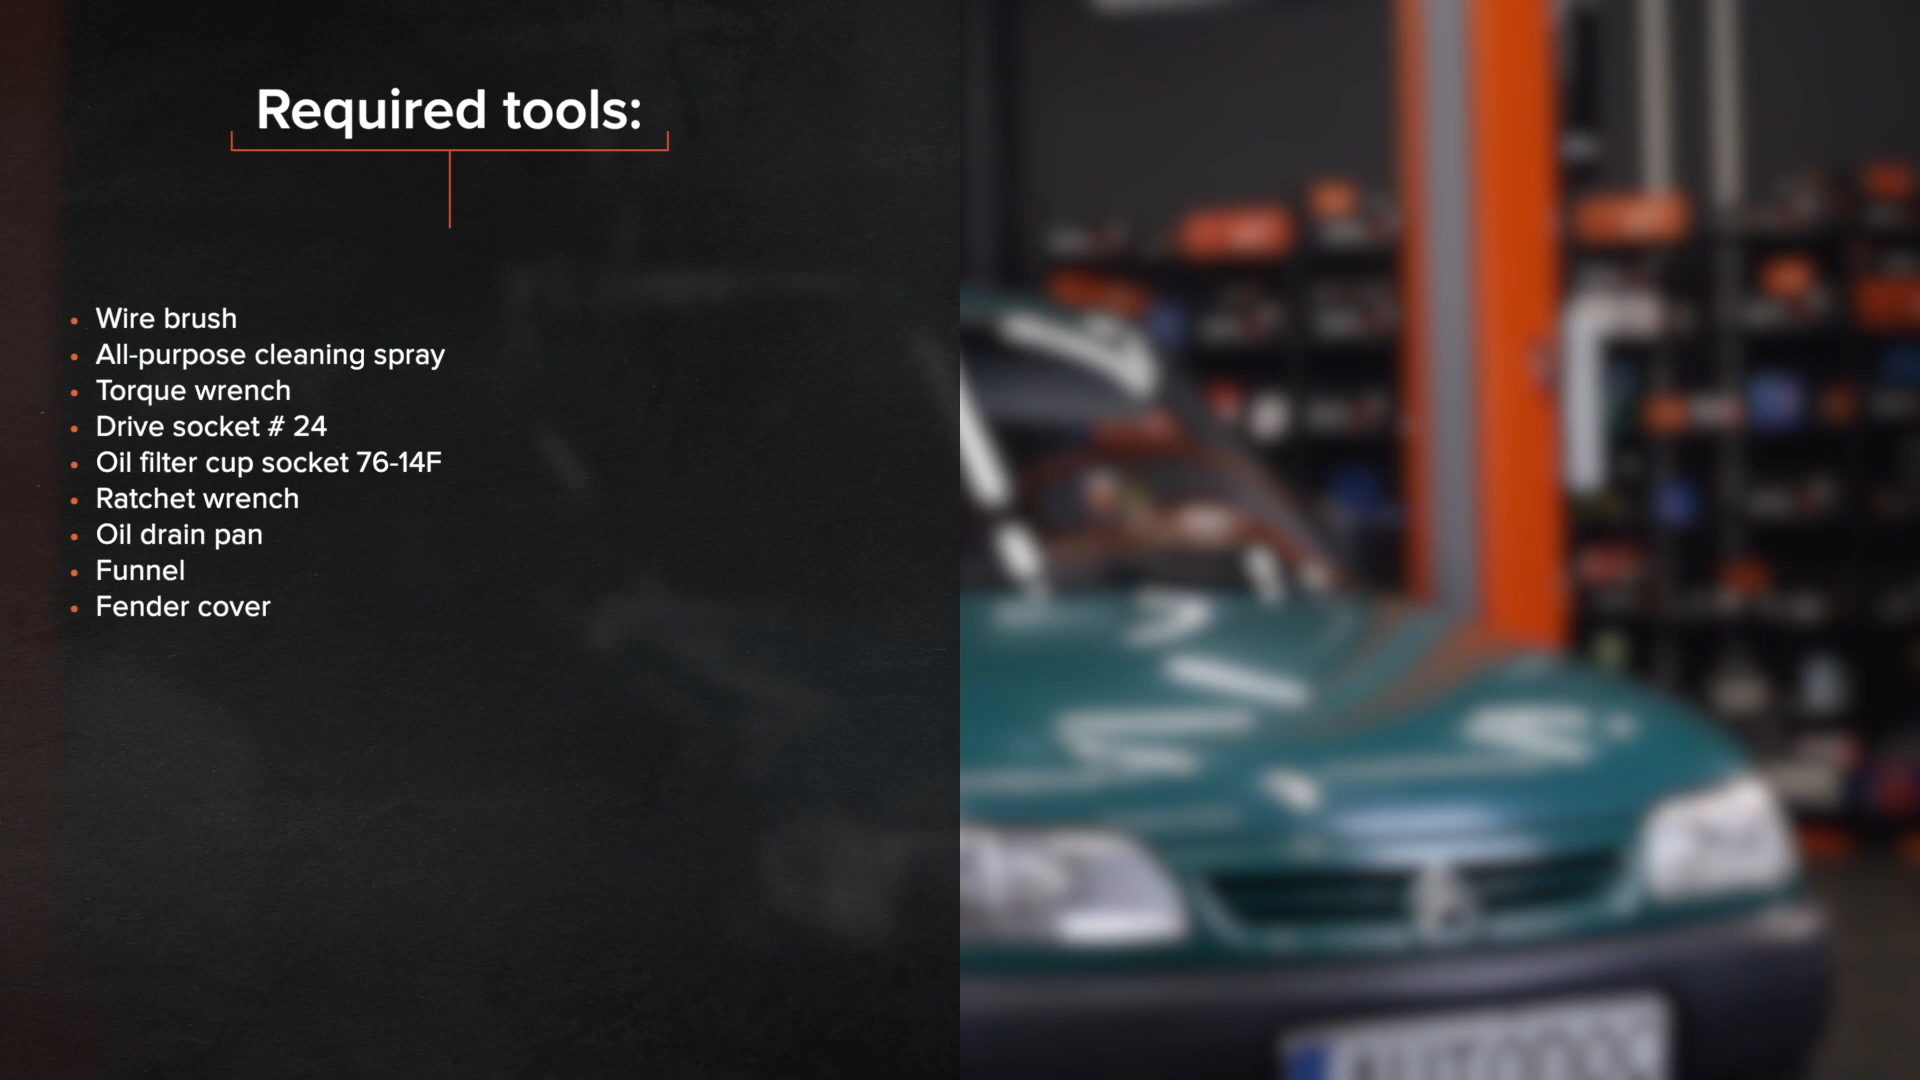 Required tools:
Wire brush
All-purpose cleaning spray
Torque wrench
Drive socket # 24
Oil filter cup socket 76-14F
Ratchet wrench
Oil drain pan
Funnel
Fender cover